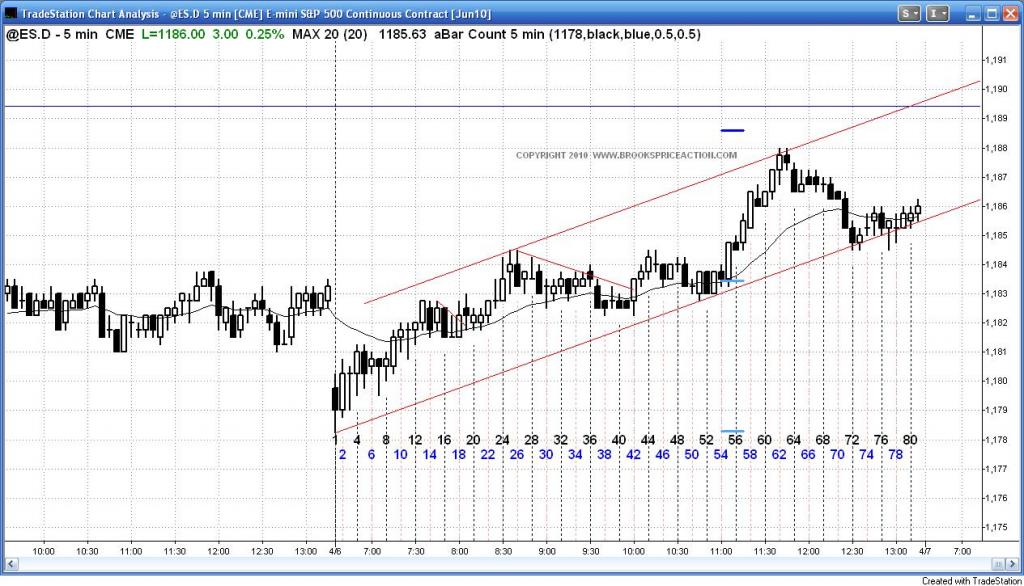 TradeStation Chart Analysis - @ES.D 5 min [CME] E-mini S&P 500 Continuous Contract [Jun10]
S
I
@ES.D - 5 min CME L=1186.00 3.00 0.25% MAX 20 (20) 1185.63 aBar Count 5 min (1178,black,blue,0.5,0.5)
1,191
1,190
1,189
1,188
COPYRIGHT 2010 WWW.BROOKSPRICEACTION.COM
1,187
1,186
1,185
1,184
1,183
1,182
1,181
1,180
1,179
1,178
1 4 8 12 16 20 24 28 32 36 40 44 48 52 56 60 64 68 72 76 80
2 6 10 14 18 22 26 30 34 38 42 46 50 54 58 62 66 70 74 78
1,177
1,176
1,175
10:00 10:30 11:00 11:30 12:00 12:30 13:00 4/6 7:00 7:30 8:00 8:30 9:00 9:30 10:00 10:30 11:00 11:30 12:00 12:30 13:00 4/7 7:00
Created with TradeStation